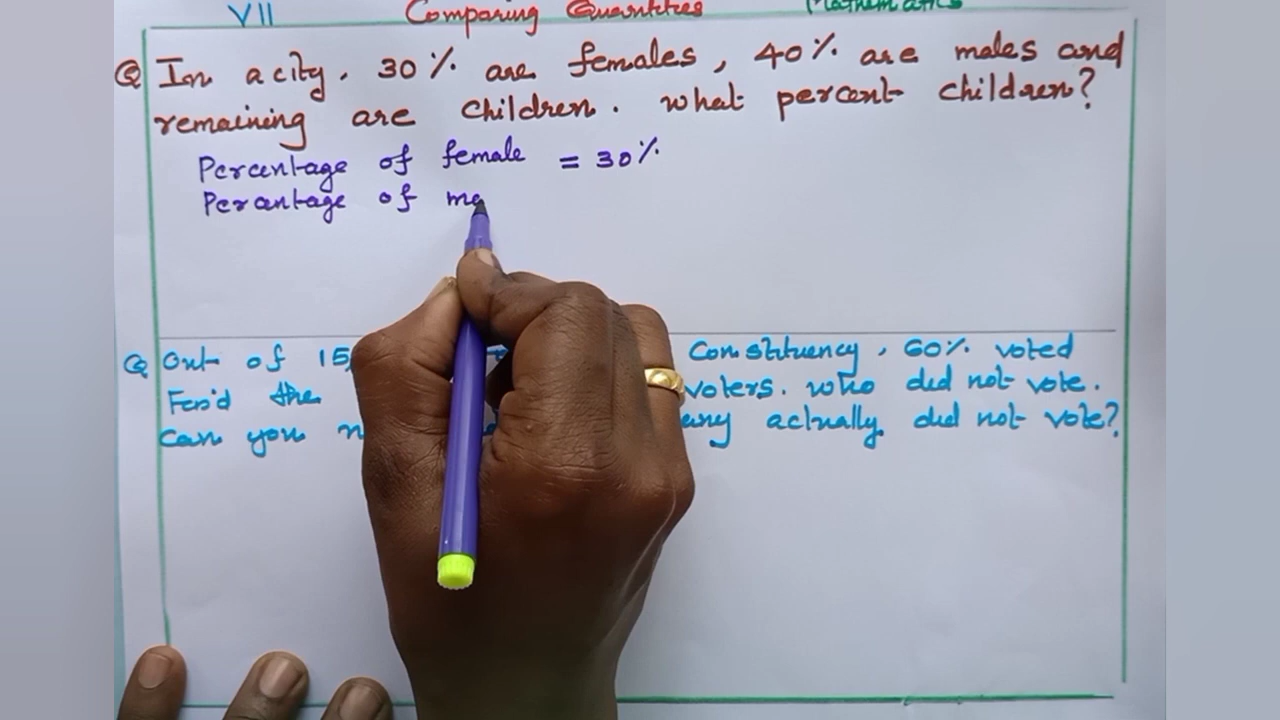 VII Comparing Quantities Mathematics
Q In a city, 30% are females, 40% are males and
remaining are children. What percent children?
Percentage of female = 30%
Perantage of ma
Q Out of 15, Constituency, 60% voted
the voters. who did not vote.
can you actually did not vote?